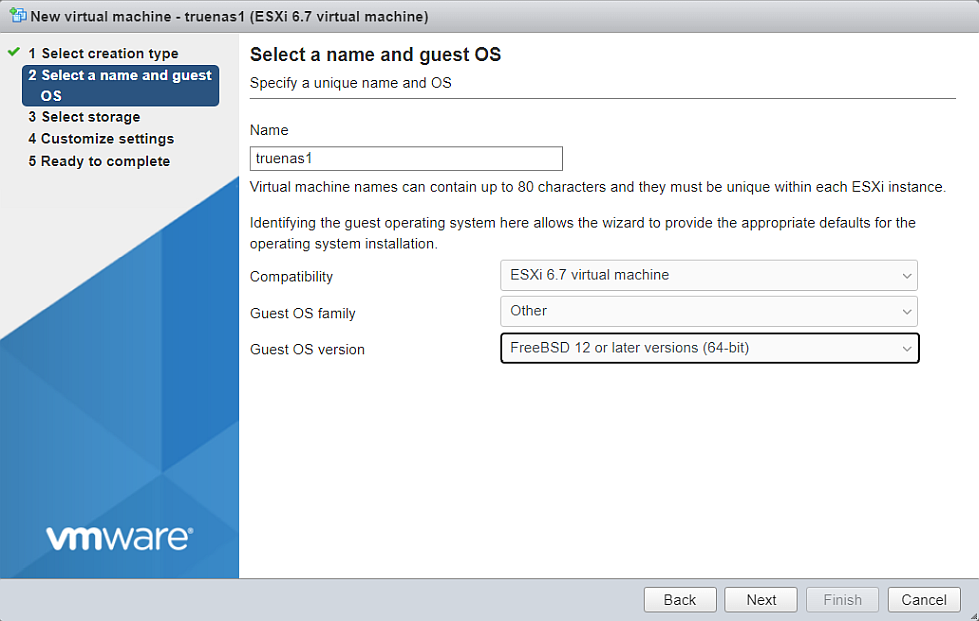 New virtual machine - truenas1 (ESXi 6.7 virtual machine)
1 Select creation type
2 Select a name and guest
OS
3 Select storage
4 Customize settings
5 Ready to complete
vmware®
Select a name and guest OS
Specify a unique name and OS
Name
truenas1
Virtual machine names can contain up to 80 characters and they must be unique within each ESXi instance.
Identifying the guest operating system here allows the wizard to provide the appropriate defaults for the
operating system installation.
Compatibility
ESXi 6.7 virtual machine
Guest OS family
Other
Guest OS version
FreeBSD 12 or later versions (64-bit)
Back
Next
Finish
Cancel